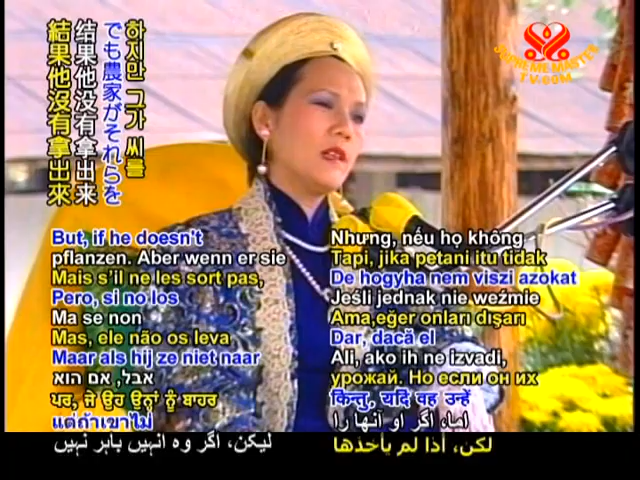 SUPREME MASTER
TV.COM
하지만 그가 씨를
でも農家がそれらを
结果他没有拿出来
結果他沒有拿出來
But, if he doesn't
pflanzen. Aber wenn er sie
Mais s'il ne les sort pas,
Pero, si no los
Ma se non
Mas, ele não os leva
Maar als hij ze niet naar
אבל, אם הוא
ਪਰ, ਜੇ ਉਹ ਉਨ੍ਹਾਂ ਨੂੰ ਬਾਹਰ
แต่ถ้าเขาไม่
لیکن، اگر وہ انہیں باہر نہیں
Nhưng, nếu họ không
Tapi, jika petani itu tidak
De hogyha nem viszi azokat
Jeśli jednak nie weźmie
Ama,eğer onları dışarı
Dar, dacă el
Ali, ako ih ne izvadi,
урожай. Но если он их
किन्तु, यदि वह उन्हें
اما، اگر او آنها را
لكن، أذا لم يأخذها